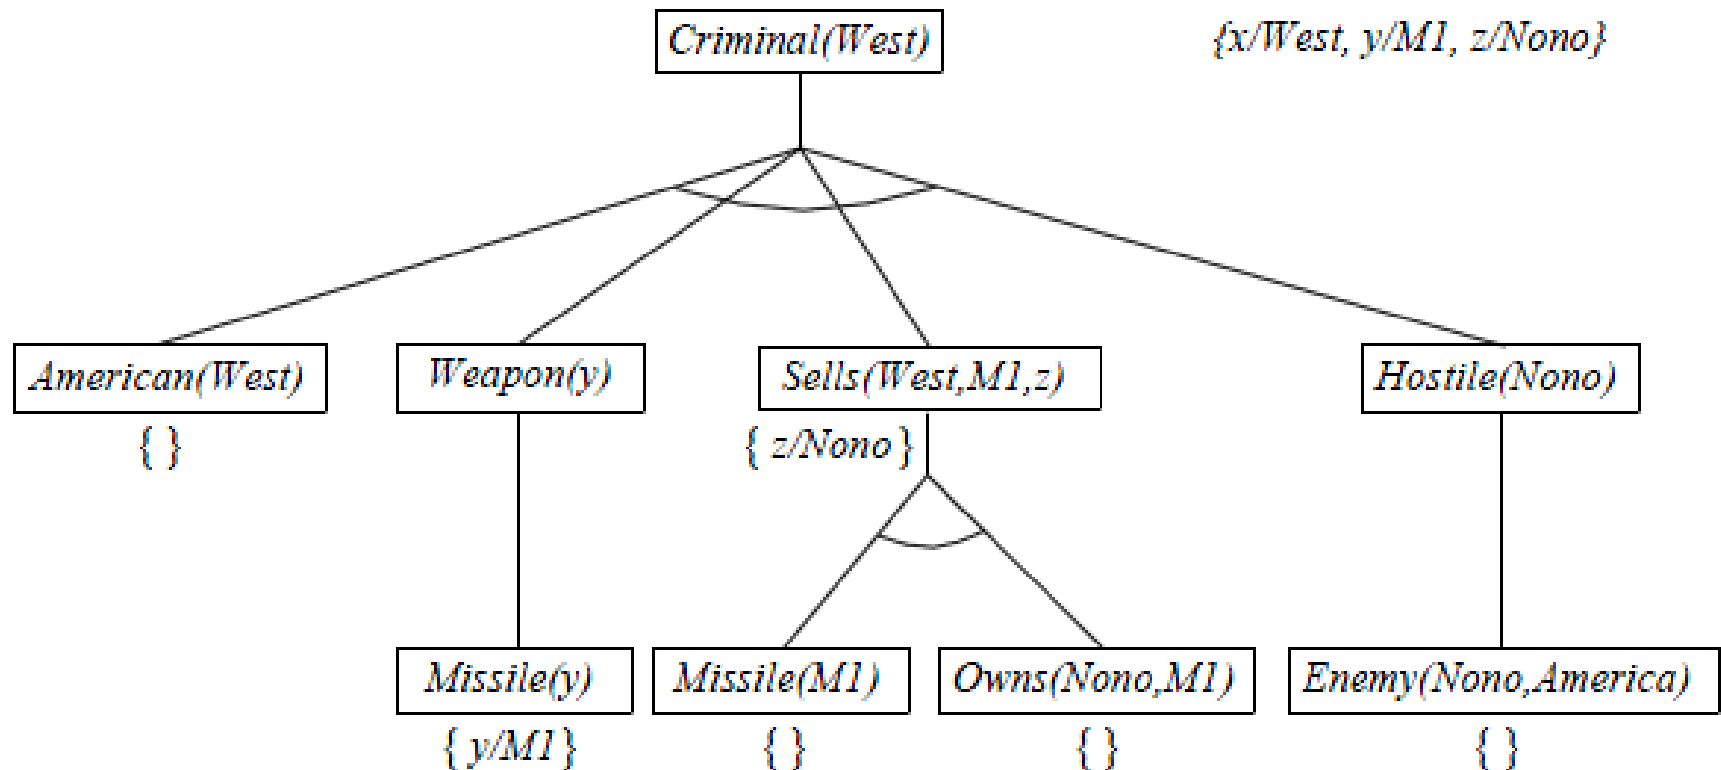 Criminal(West)
{x/West, y/M1, z/Nono}
American(West)
Weapon(y)
Sells(West,M1,z)
Hostile(Nono)
{ }
{ z/Nono }
Missile(y)
Missile(M1)
Owns(Nono,M1)
Enemy(Nono,America)
{ y/M1 }
{ }
{ }
{ }